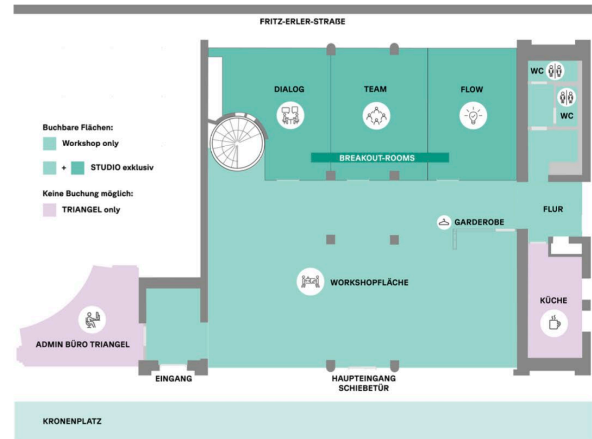 FRITZ-ERLER-STRAßE
WC
DIALOG
TEAM
FLOW
WC
Buchbare Flächen:
Workshop only
+ STUDIO exklusiv
BREAKOUT-ROOMS
Keine Buchung möglich:
TRIANGEL only
GARDEROBE
FLUR
WORKSHOPFLÄCHE
KÜCHE
ADMIN BÜRO TRIANGEL
EINGANG
HAUPTEINGANG
SCHIEBETÜR
KRONENPLATZ